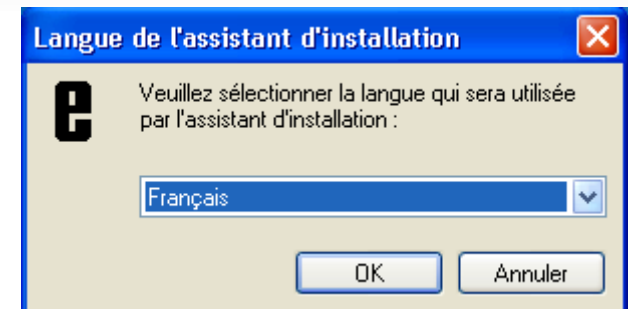 Langue de l'assistant d'installation
e
Veuillez sélectionner la langue qui sera utilisée
par l'assistant d'installation :
Français
OK
Annuler